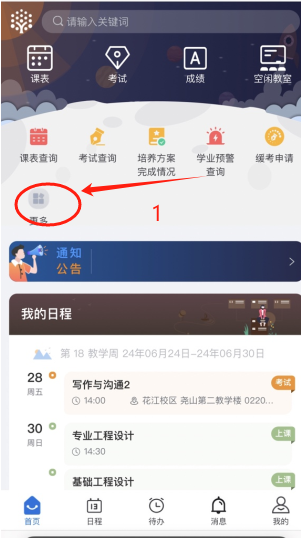 请输入关键词
课表 考试 成绩 空闲教室
课表查询 考试查询 培养方案 学业预警 缓考申请
完成情况 查询
更多
1
通知
公告
我的日程
第 18 教学周 24年06月24日-24年06月30日
28 写作与沟通2 考试
周五 14:00 花江校区 尧山第二教学楼 0220...
30 专业工程设计 上课
周日 14:30
基础工程设计 上课
13
首页 日程 待办 消息 我的